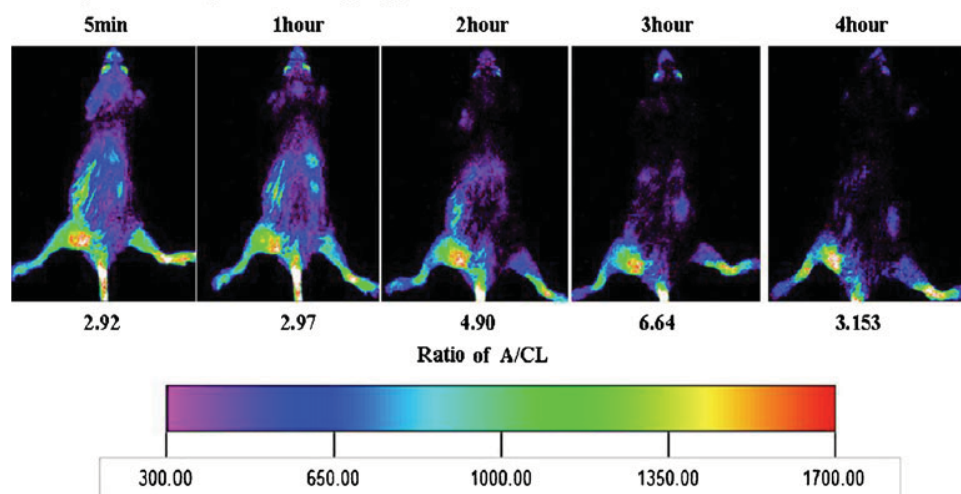 5min 1hour 2hour 3hour 4hour
2.92 2.97 4.90 6.64 3.153
Ratio of A/CL
300.00 650.00 1000.00 1350.00 1700.00